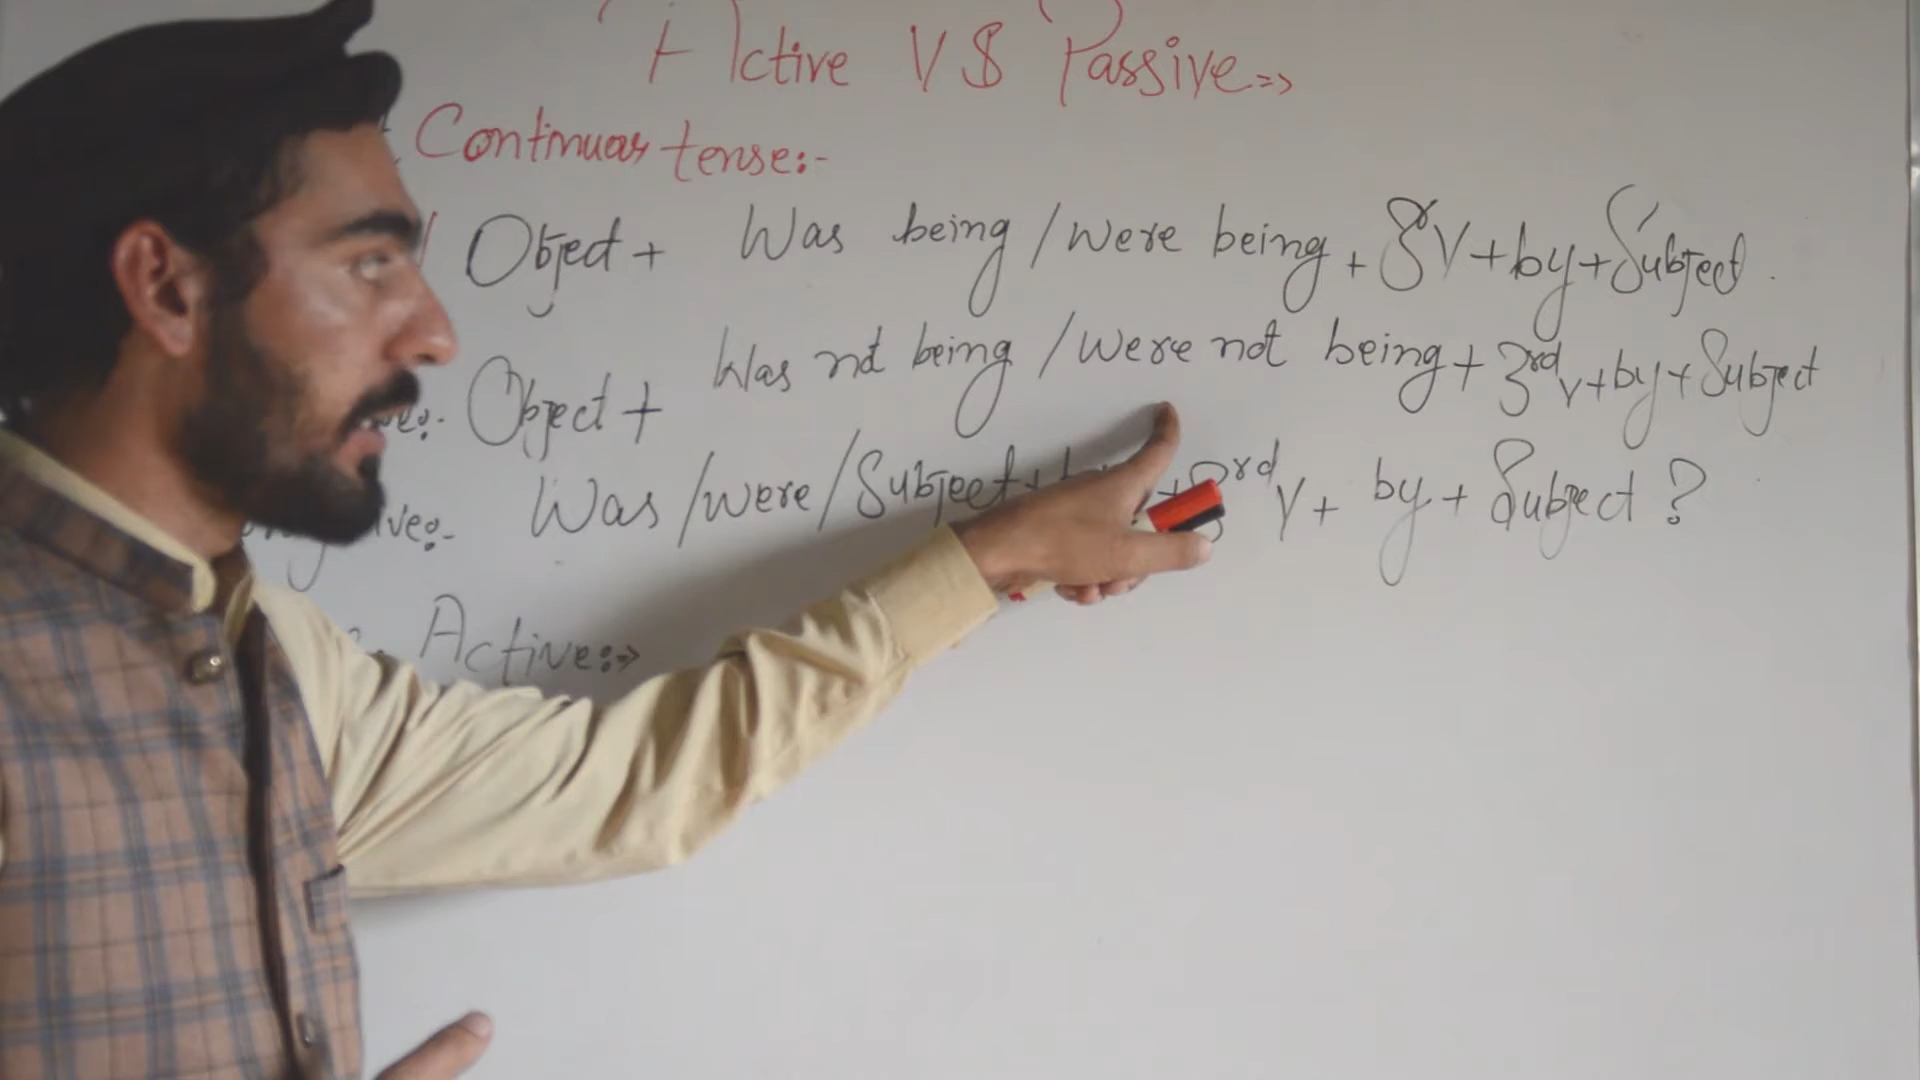 Active VS Passive=>
Continuous tense:-
Object + Was being / were being + 3V + by + Subject.
Object + Was not being / were not being + 3rd v + by + Subject
Was / were / Subject + + 3rd V + by + Subject ?
Active:=>